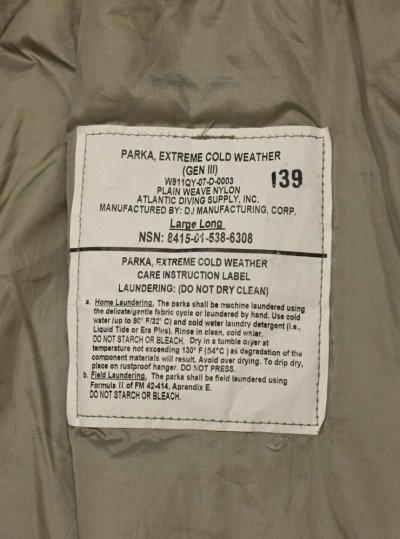 PARKA, EXTREME COLD WEATHER
(GEN III)
139
W911QY-07-D-0003
PLAIN WEAVE NYLON
ATLANTIC DIVING SUPPLY, INC.
MANUFACTURED BY: DJ MANUFACTURING, CORP.
Large Long
NSN: 8415-01-538-6308
PARKA, EXTREME COLD WEATHER
CARE INSTRUCTION LABEL
LAUNDERING: (DO NOT DRY CLEAN)
a. Home Laundering. The parka shall be machine laundered using
the delicate/gentle fabric cycle or laundered by hand. Use cold
water (up to 90° F/32° C) and cold water laundry detergent (i.e.,
Liquid Tide or Era Plus). Rinse in clean, cold water.
DO NOT STARCH OR BLEACH. Dry in a tumble dryer at
temperature not exceeding 130° F (54°C) as degradation of the
component materials will result. Avoid over drying. To drip dry,
place on rustproof hanger. DO NOT PRESS.
b. Field Laundering. The parka shall be field laundered using
Formula II of FM 42-414, Aprendix E.
DO NOT STARCH OR BLEACH.